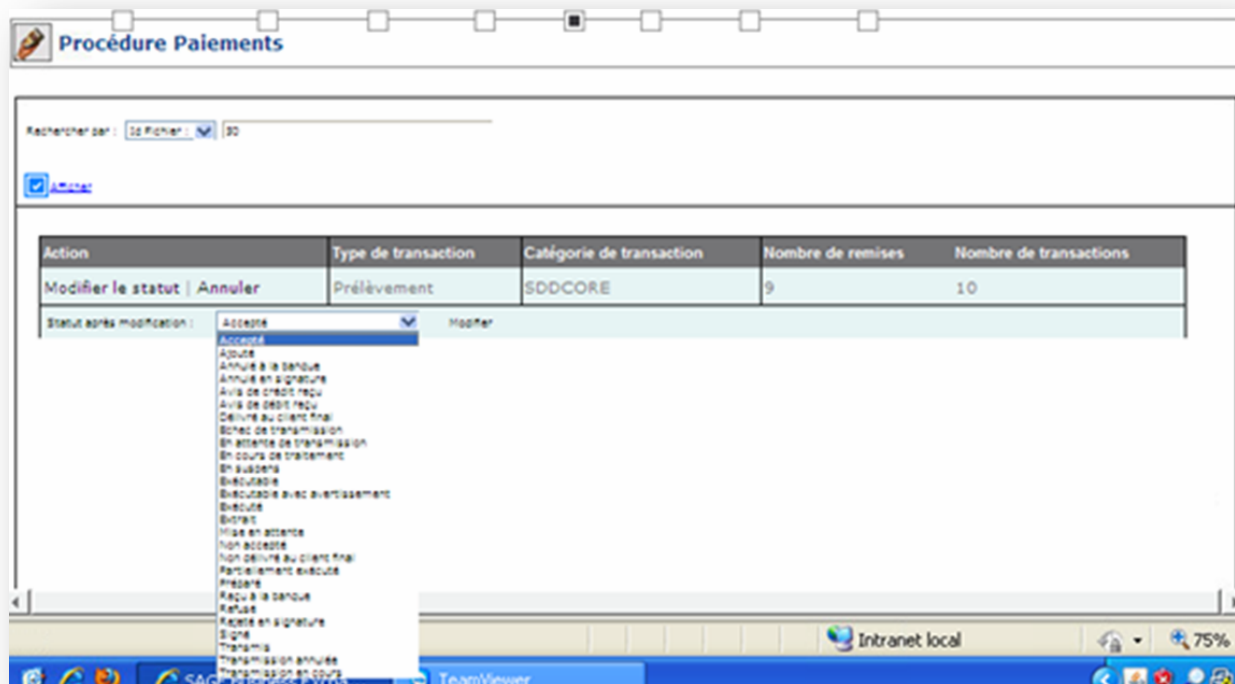 Procédure Paiements
Rechercher par : Id Fichier : 30
Afficher
Action Type de transaction Catégorie de transaction Nombre de remises Nombre de transactions
Modifier le statut | Annuler Prélèvement SDDCORE 9 10
Statut après modification : Accepté Modifier
Accepté
Ajouté
Annulé à la banque
Annulé en signature
Avis de crédit reçu
Avis de débit reçu
Délivré au client final
Echec de transmission
En attente de transmission
En cours de traitement
En suspens
Exécutable
Exécutable avec avertissement
Exécuté
Extrait
Mise en attente
Non accepté
Non délivré au client final
Partiellement exécuté
Préparé
Reçu à la banque
Refusé
Rejeté en signature
Signé
Transmis
Transmission annulée
Transmission en cours
Intranet local 75%
SAGE TeamViewer